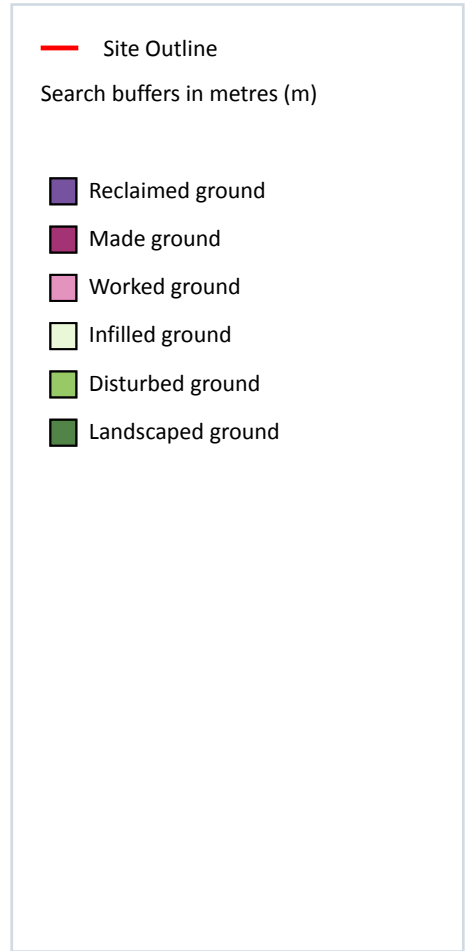 Site Outline
Search buffers in metres (m)
Reclaimed ground
Made ground
Worked ground
Infilled ground
Disturbed ground
Landscaped ground